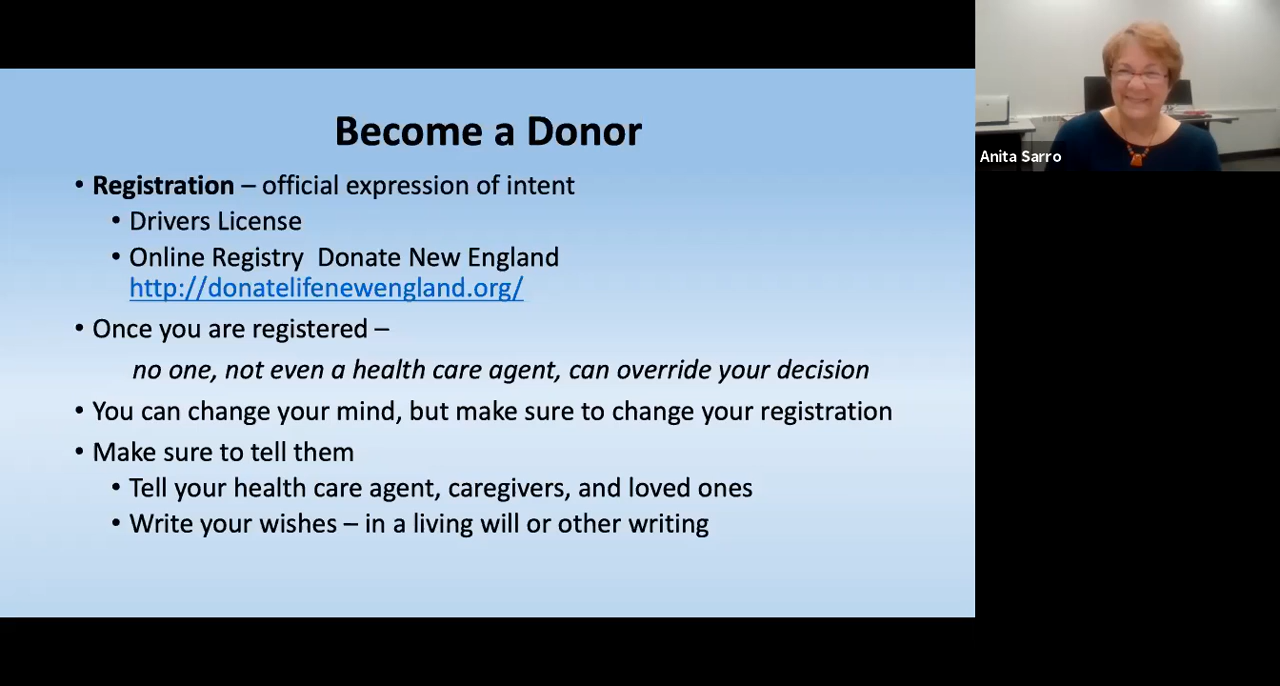 Become a Donor
• Registration – official expression of intent
• Drivers License
• Online Registry  Donate New England
http://donatelifenewengland.org/
• Once you are registered –
no one, not even a health care agent, can override your decision
• You can change your mind, but make sure to change your registration
• Make sure to tell them
• Tell your health care agent, caregivers, and loved ones
• Write your wishes – in a living will or other writing
Anita Sarro